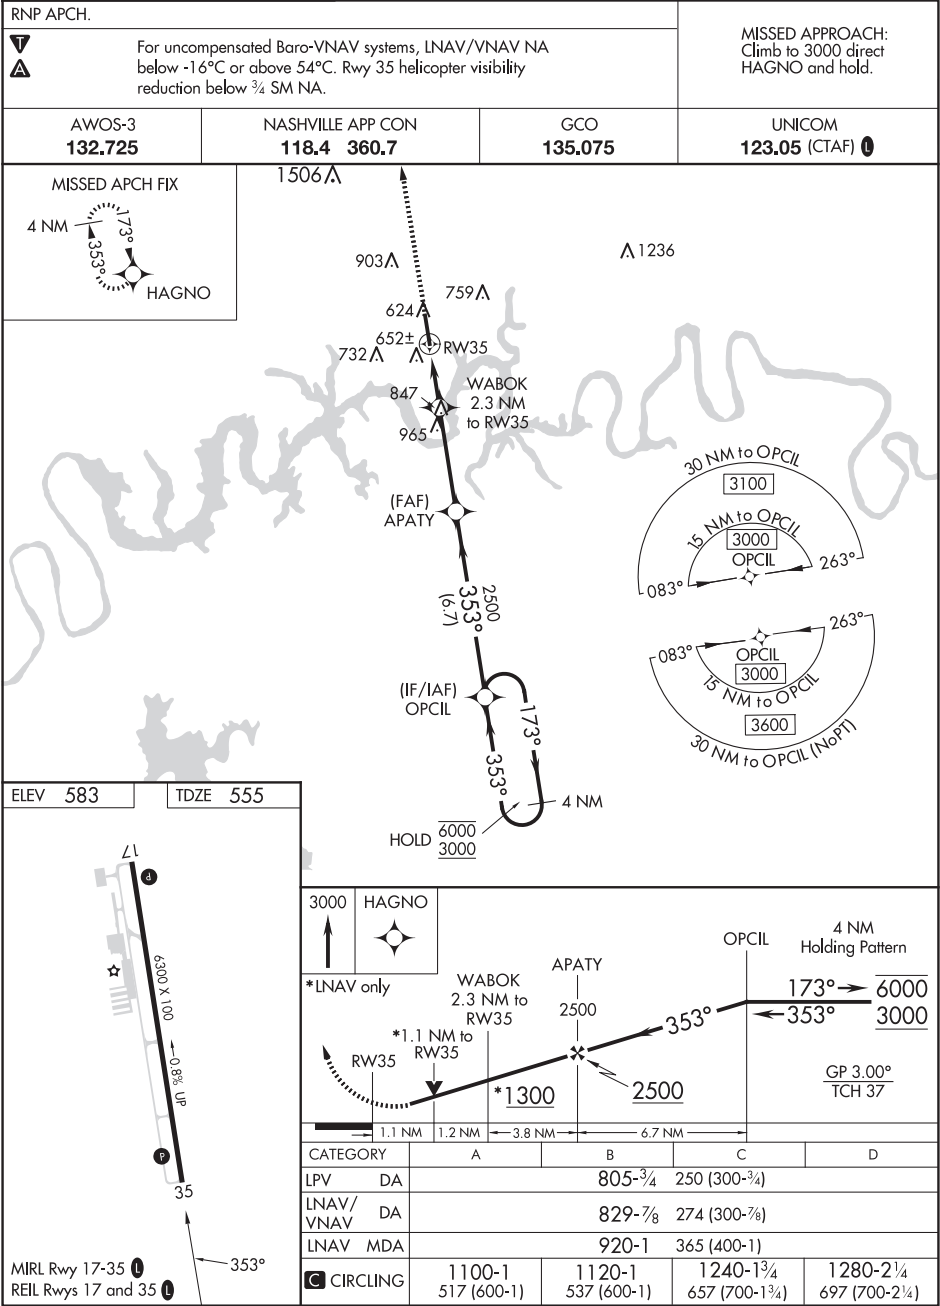 RNP APCH.
T
A
For uncompensated Baro-VNAV systems, LNAV/VNAV NA
below -16°C or above 54°C. Rwy 35 helicopter visibility
reduction below ¾ SM NA.
MISSED APPROACH:
Climb to 3000 direct
HAGNO and hold.
AWOS-3
132.725
NASHVILLE APP CON
118.4 360.7
GCO
135.075
UNICOM
123.05 (CTAF) L
MISSED APCH FIX
4 NM
173°
353°
HAGNO
1506
903
1236
759
624
652±
RW35
732
WABOK
2.3 NM
to RW35
847
965
(FAF)
APATY
2500
353°
(6.7)
(IF/IAF)
OPCIL
173°
353°
4 NM
HOLD
6000
3000
30 NM to OPCIL
3100
15 NM to OPCIL
3000
OPCIL
083°
263°
083°
263°
OPCIL
3000
15 NM to OPCIL
3600
30 NM to OPCIL (NoPT)
ELEV 583
TDZE 555
17
P
6300 X 100
0.8% UP
P
35
353°
MIRL Rwy 17-35 L
REIL Rwys 17 and 35 L
3000
HAGNO
*LNAV only
RW35
*1.1 NM to
RW35
WABOK
2.3 NM to
RW35
APATY
2500
OPCIL
4 NM
Holding Pattern
173°
6000
353°
3000
353°
*1300
2500
GP 3.00°
TCH 37
1.1 NM
1.2 NM
3.8 NM
6.7 NM
CATEGORY A B C D
LPV DA 805-¾ 250 (300-¾)
LNAV/
VNAV DA 829-⅞ 274 (300-⅞)
LNAV MDA 920-1 365 (400-1)
C CIRCLING
1100-1
517 (600-1)
1120-1
537 (600-1)
1240-1¾
657 (700-1¾)
1280-2¼
697 (700-2¼)